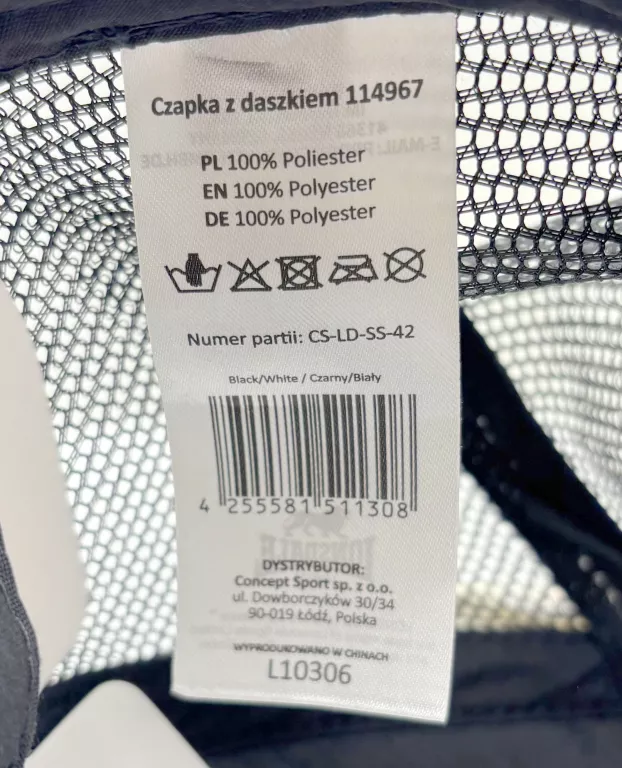 Czapka z daszkiem 114967
PL 100% Poliester
EN 100% Polyester
DE 100% Polyester
Numer partii: CS-LD-SS-42
Black/White / Czarny/Biały
4 255581 511308
DYSTRYBUTOR:
Concept Sport sp. z o.o.
ul. Dowborczyków 30/34
90-019 Łódź, Polska
WYPRODUKOWANO W CHINACH
L10306